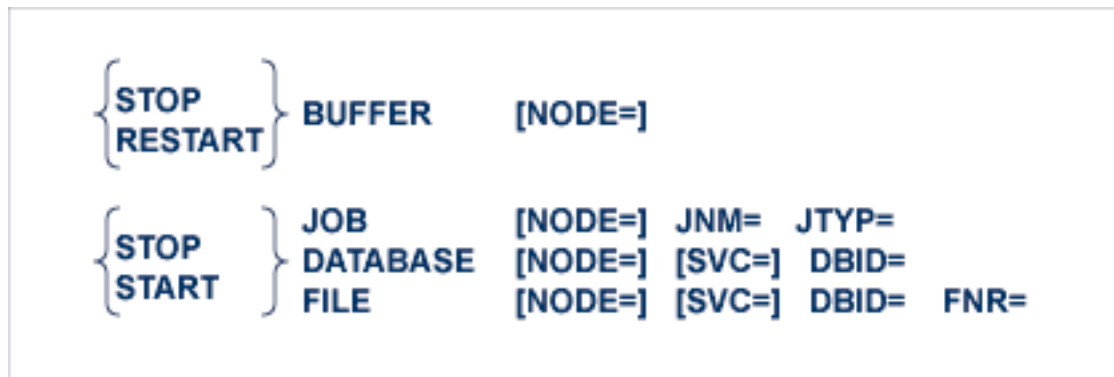 STOP
RESTART
BUFFER [NODE=]
STOP
START
JOB [NODE=] JNM= JTYP=
DATABASE [NODE=] [SVC=] DBID=
FILE [NODE=] [SVC=] DBID= FNR=